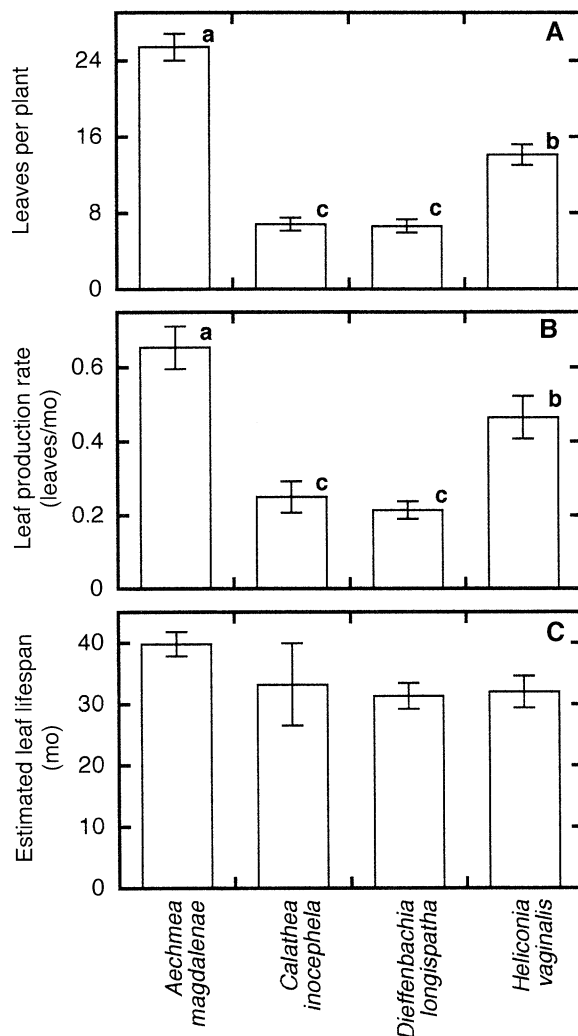 A
Leaves per plant
24
16
8
0
a
c
c
b
B
Leaf production rate
(leaves/mo)
0.6
0.4
0.2
0
a
c
c
b
C
Estimated leaf lifespan
(mo)
40
30
20
10
0
Aechmea
magdalenae
Calathea
inocephela
Dieffenbachia
longispatha
Heliconia
vaginalis